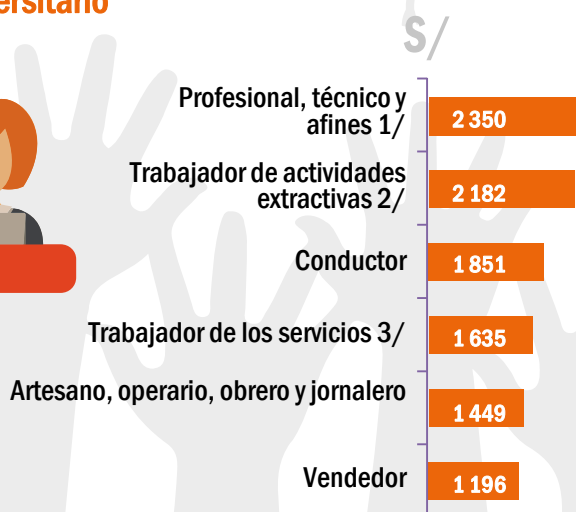 S/
Profesional, técnico y
afines 1/
2 350
Trabajador de actividades
extractivas 2/
2 182
Conductor
1 851
Trabajador de los servicios 3/
1 635
Artesano, operario, obrero y jornalero
1 449
Vendedor
1 196